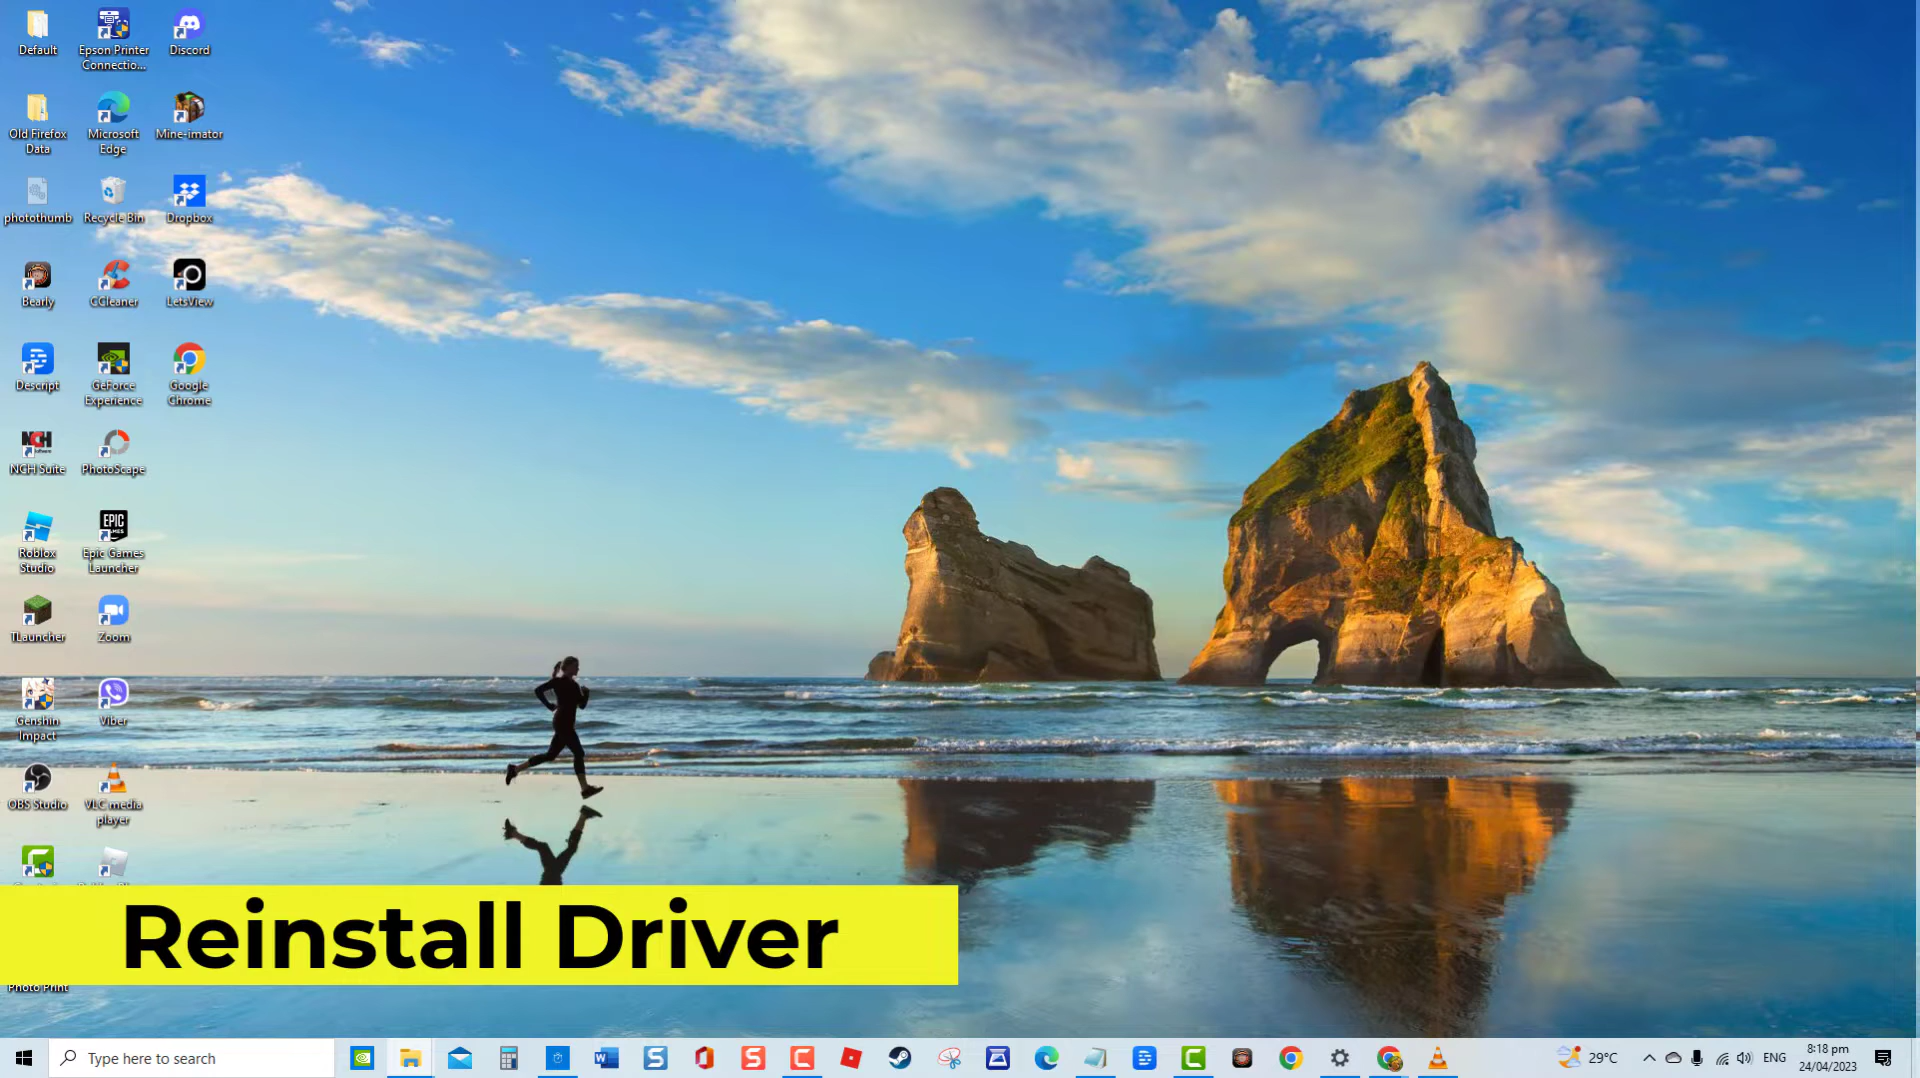 Default
Epson Printer
Connectio...
Discord
Old Firefox
Data
Microsoft
Edge
Mine-imator
photothumb
Recycle Bin
Dropbox
Bearly
CCleaner
LetsView
Descript
GeForce
Experience
Google
Chrome
NCH
NCH Suite
PhotoScape
Roblox
Studio
EPIC
GAMES
Epic Games
Launcher
TLauncher
Zoom
Genshin
Impact
Viber
OBS Studio
VLC media
player
Reinstall Driver
Photo Print
Type here to search
29°C
ENG
8:18 pm
24/04/2023